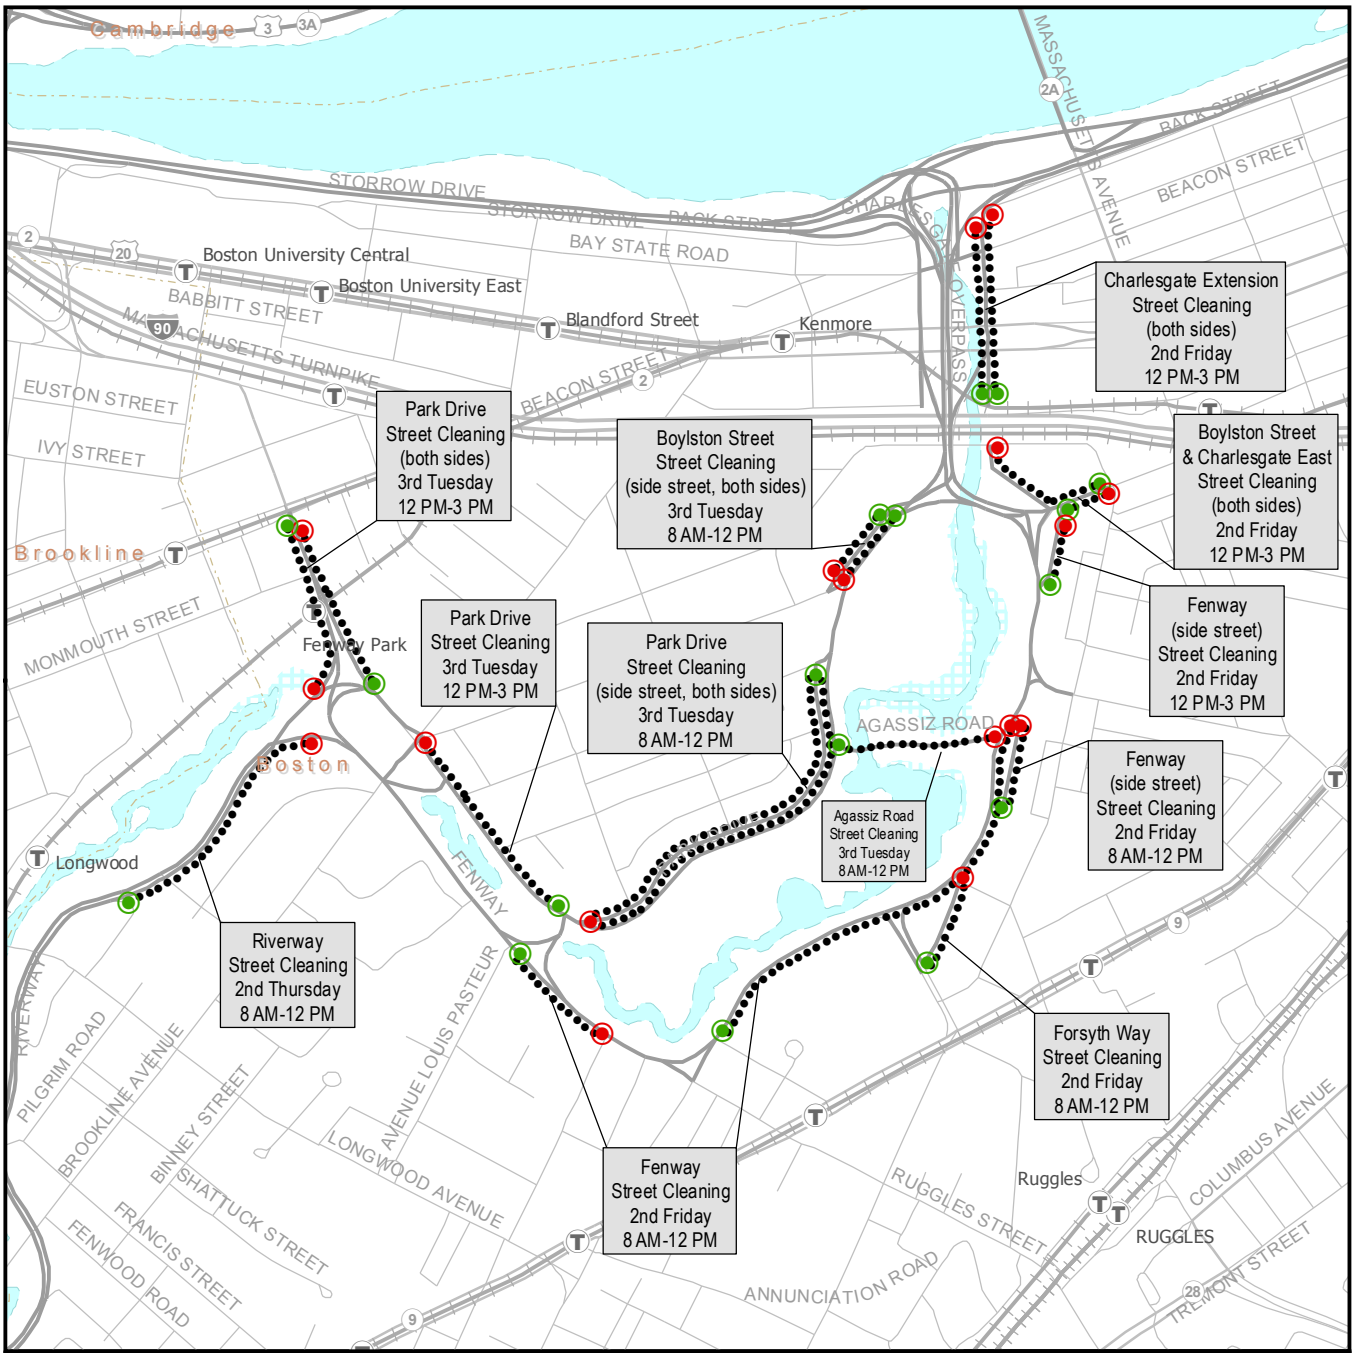 Cambridge
3
3A
MASSACHUSETTS AVENUE
2A
BACK STREET
BEACON STREET
STORROW DRIVE
STORROW DRIVE
BACK STREET
CHARLESGATE OVERPASS
BAY STATE ROAD
2
20
Boston University Central
Boston University East
BABBITT STREET
90
MASSACHUSETTS TURNPIKE
Blandford Street
Kenmore
BEACON STREET
2
EUSTON STREET
IVY STREET
Charlesgate Extension
Street Cleaning
(both sides)
2nd Friday
12 PM-3 PM
Park Drive
Street Cleaning
(both sides)
3rd Tuesday
12 PM-3 PM
Boylston Street
Street Cleaning
(side street, both sides)
3rd Tuesday
8 AM-12 PM
Boylston Street
& Charlesgate East
Street Cleaning
(both sides)
2nd Friday
12 PM-3 PM
Brookline
T
MONMOUTH STREET
Fenway Park
Park Drive
Street Cleaning
3rd Tuesday
12 PM-3 PM
Park Drive
Street Cleaning
(side street, both sides)
3rd Tuesday
8 AM-12 PM
Fenway
(side street)
Street Cleaning
2nd Friday
12 PM-3 PM
AGASSIZ ROAD
Boston
Fenway
(side street)
Street Cleaning
2nd Friday
8 AM-12 PM
Agassiz Road
Street Cleaning
3rd Tuesday
8 AM-12 PM
T
Longwood
FENWAY
9
Riverway
Street Cleaning
2nd Thursday
8 AM-12 PM
RIVERWAY
AVENUE LOUIS PASTEUR
PILGRIM ROAD
BROOKLINE AVENUE
BINNEY STREET
Forsyth Way
Street Cleaning
2nd Friday
8 AM-12 PM
LONGWOOD AVENUE
SHATTUCK STREET
FRANCIS STREET
FENWOOD ROAD
Fenway
Street Cleaning
2nd Friday
8 AM-12 PM
RUGGLES STREET
Ruggles
RUGGLES
COLUMBUS AVENUE
TREMONT STREET
28
ANNUNCIATION ROAD
9